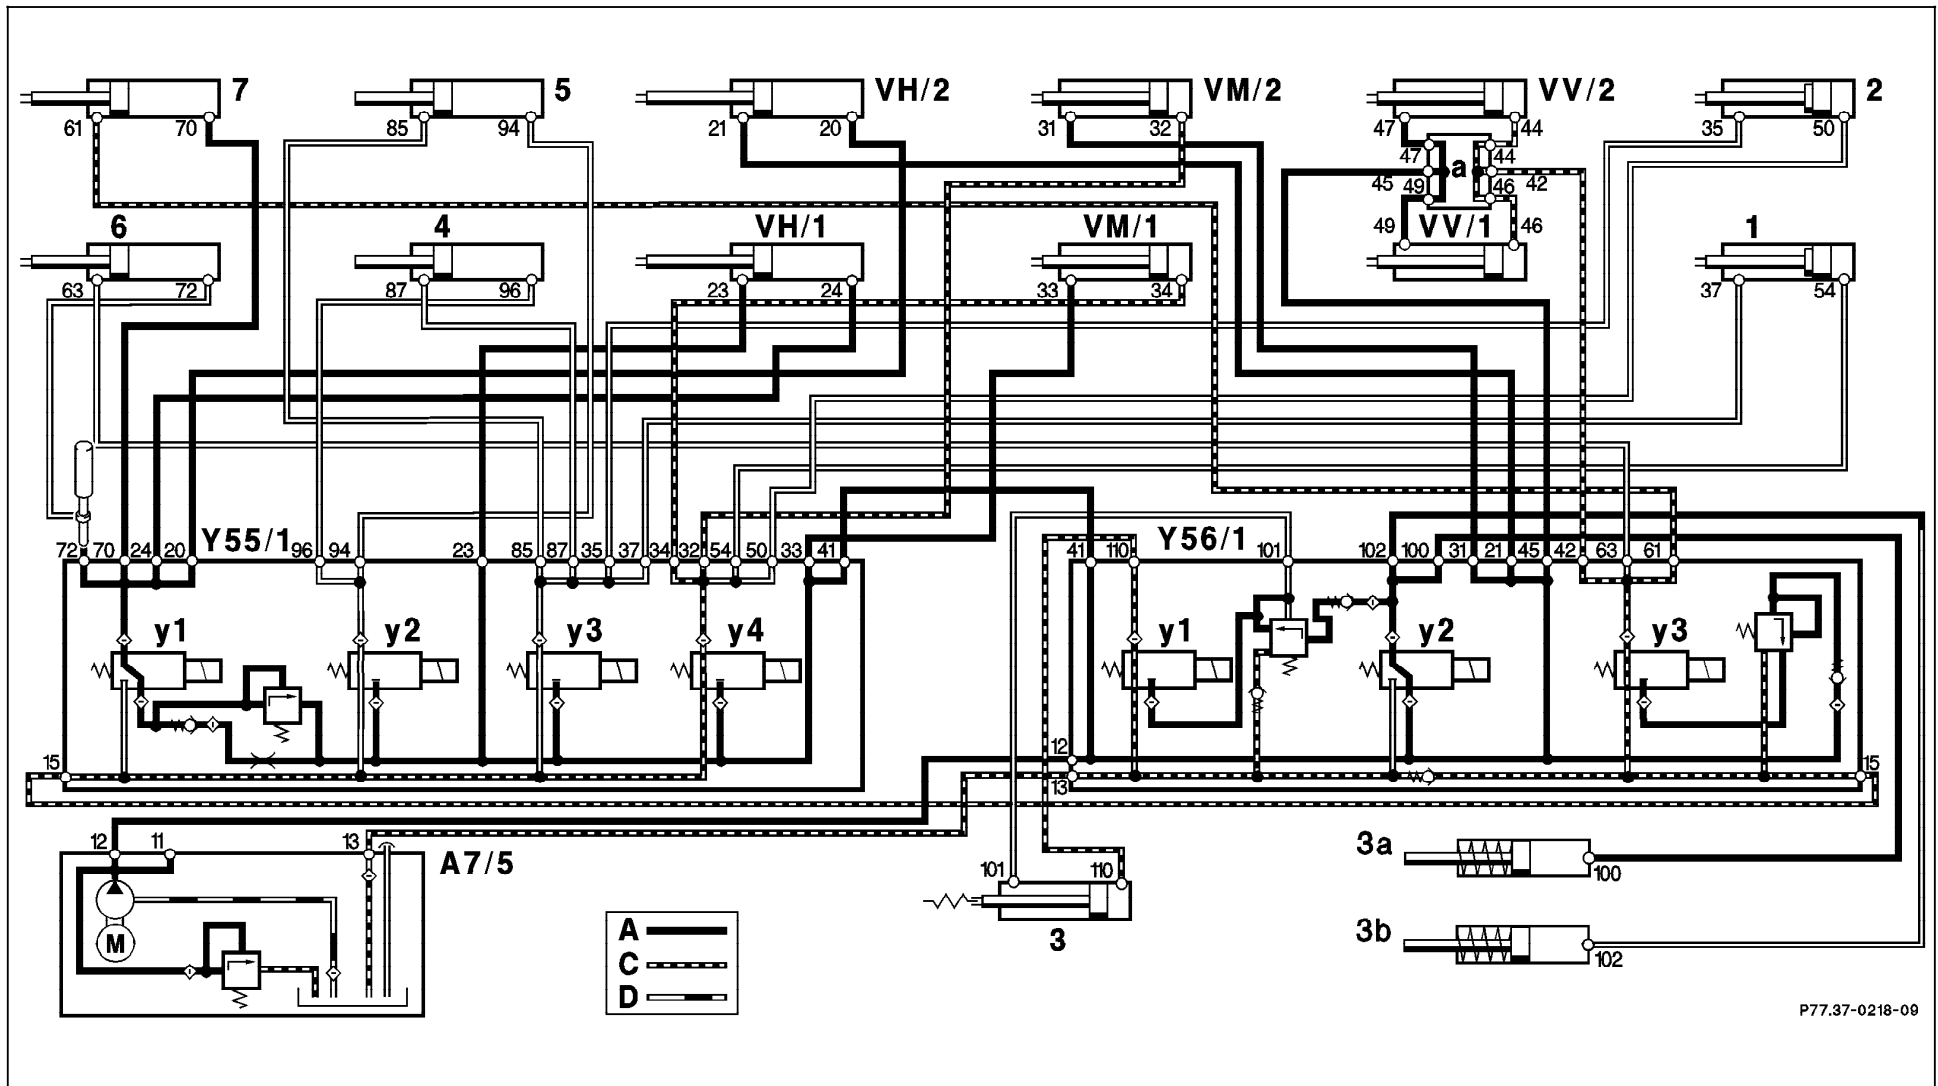 7 5 VH/2 VM/2 VV/2 2
61 70 85 94 21 20 31 32 47 44 35 50
47 44
a
45 49 46 42
6 4 VH/1 VM/1 49 VV/1 46 1
63 72 87 96 23 24 33 34 37 54
Y55/1 Y56/1
72 70 24 20 96 94 23 85 87 35 37 34 32 54 50 33 41 41 110 101 102 100 31 21 45 42 63 61
y1 y2 y3 y4 y1 y2 y3
12
15 15
13
12 11 13
A7/5
M
A
C
D
101 110
3
3a
100
3b
102
P77.37-0218-09